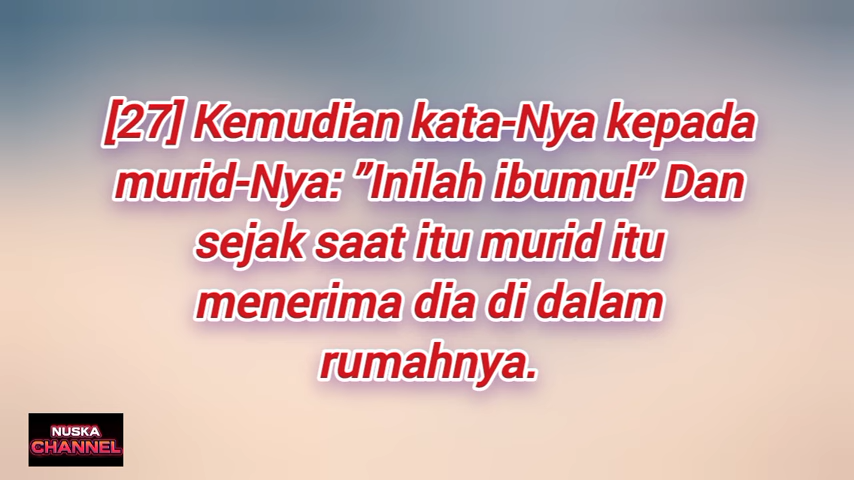 [27] Kemudian kata-Nya kepada
murid-Nya: ”Inilah ibumu!” Dan
sejak saat itu murid itu
menerima dia di dalam
rumahnya.
NUSKA
CHANNEL